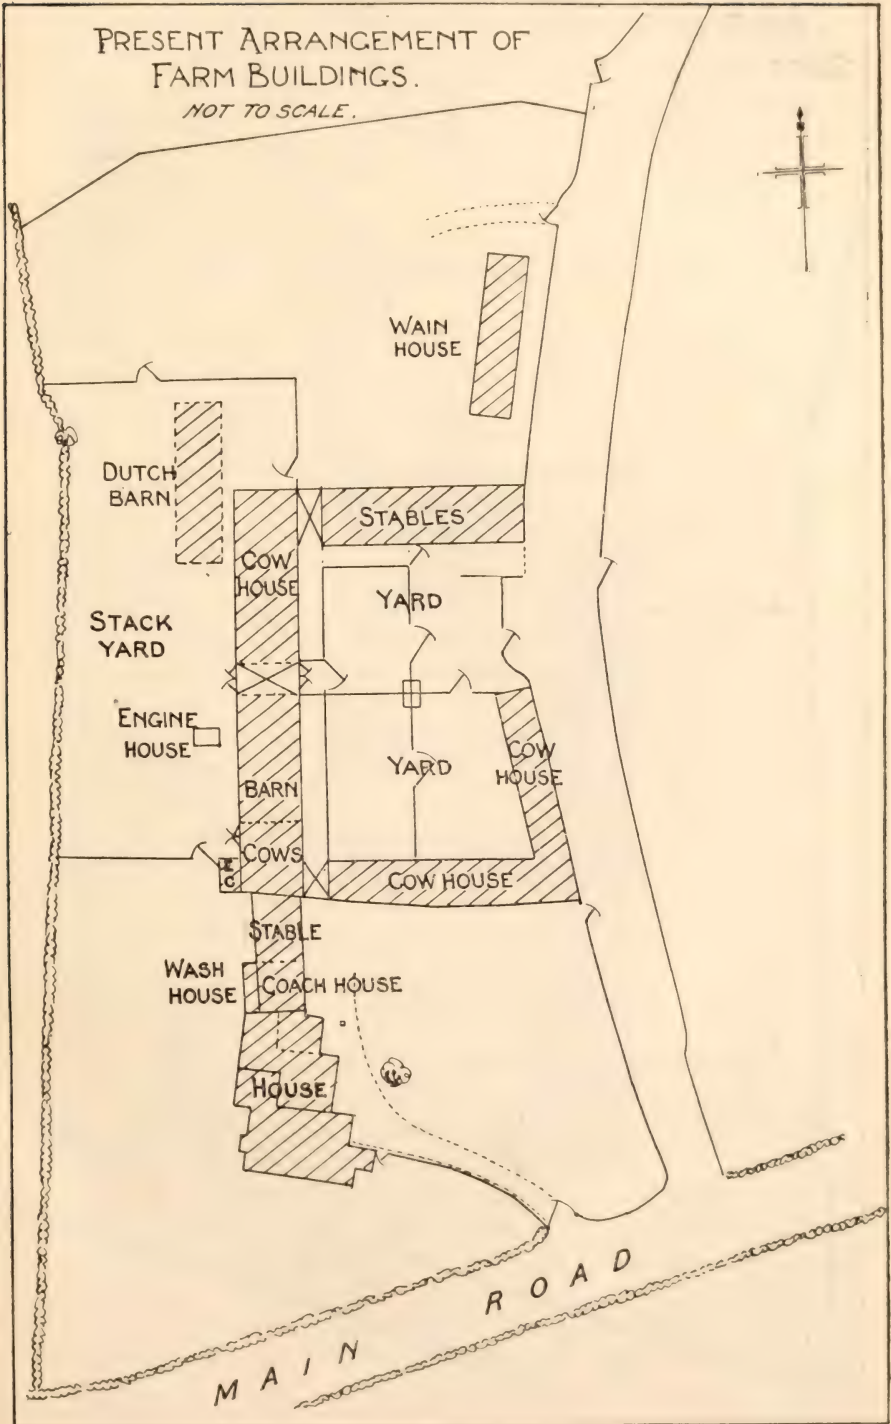 PRESENT ARRANGEMENT OF
FARM BUILDINGS.
NOT TO SCALE.
WAIN
HOUSE
DUTCH
BARN
STABLES
COW
HOUSE
YARD
STACK
YARD
ENGINE
HOUSE
YARD
COW
HOUSE
BARN
COWS
E
C
COW HOUSE
STABLE
WASH
HOUSE
COACH HOUSE
HOUSE
MAIN ROAD